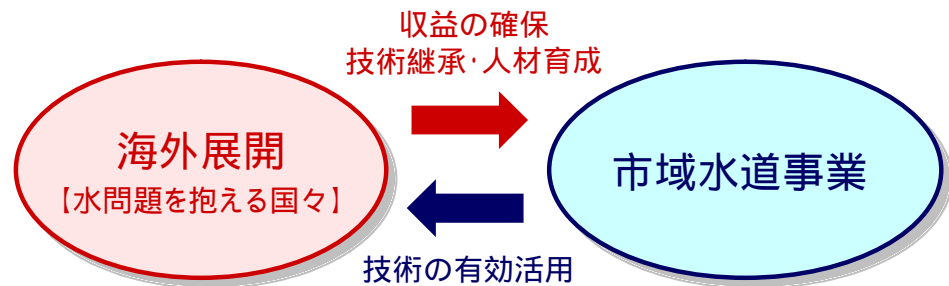 収益の確保
技術継承･人材育成
海外展開
【水問題を抱える国々】
市域水道事業
技術の有効活用